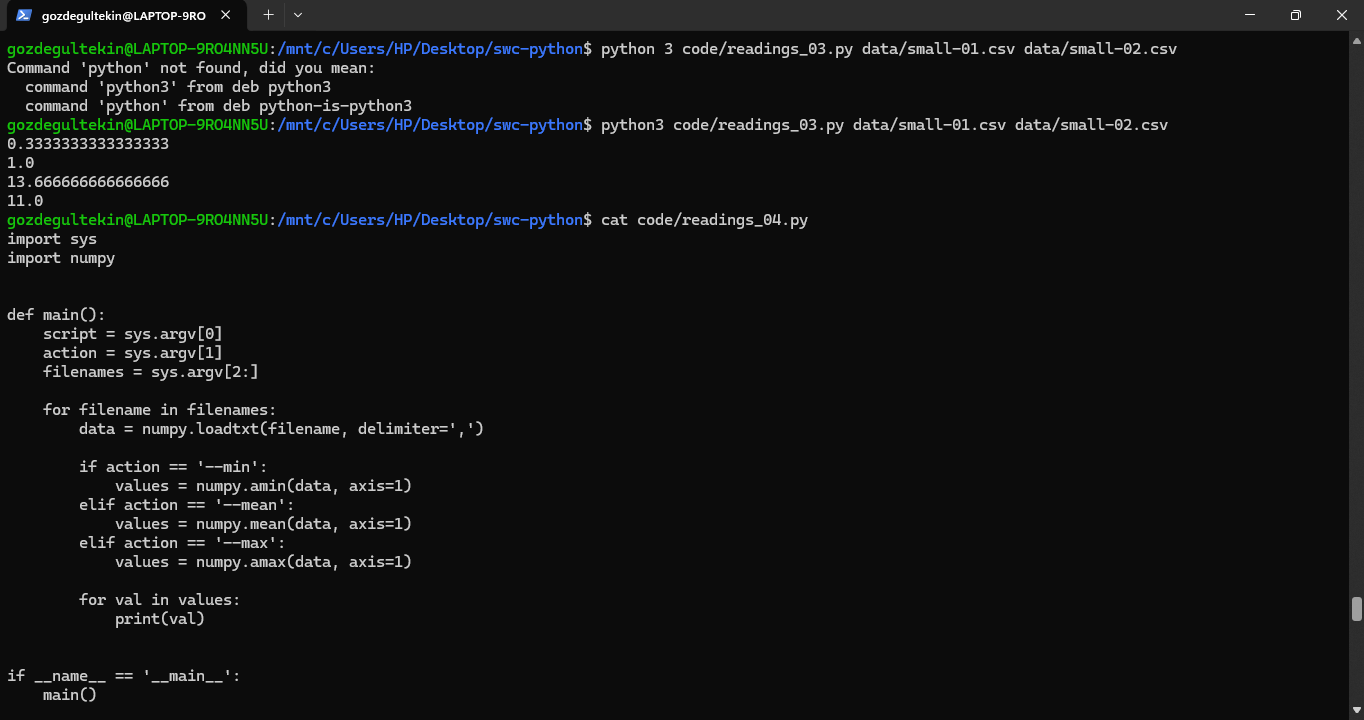 gozdegultekin@LAPTOP-9RO
gozdegultekin@LAPTOP-9RO4NN5U:/mnt/c/Users/HP/Desktop/swc-python$ python 3 code/readings_03.py data/small-01.csv data/small-02.csv
Command 'python' not found, did you mean:
  command 'python3' from deb python3
  command 'python' from deb python-is-python3
gozdegultekin@LAPTOP-9RO4NN5U:/mnt/c/Users/HP/Desktop/swc-python$ python3 code/readings_03.py data/small-01.csv data/small-02.csv
0.3333333333333333
1.0
13.666666666666666
11.0
gozdegultekin@LAPTOP-9RO4NN5U:/mnt/c/Users/HP/Desktop/swc-python$ cat code/readings_04.py
import sys
import numpy
def main():
    script = sys.argv[0]
    action = sys.argv[1]
    filenames = sys.argv[2:]
    for filename in filenames:
        data = numpy.loadtxt(filename, delimiter=',')
        if action == '--min':
            values = numpy.amin(data, axis=1)
        elif action == '--mean':
            values = numpy.mean(data, axis=1)
        elif action == '--max':
            values = numpy.amax(data, axis=1)
        for val in values:
            print(val)
if __name__ == '__main__':
    main()